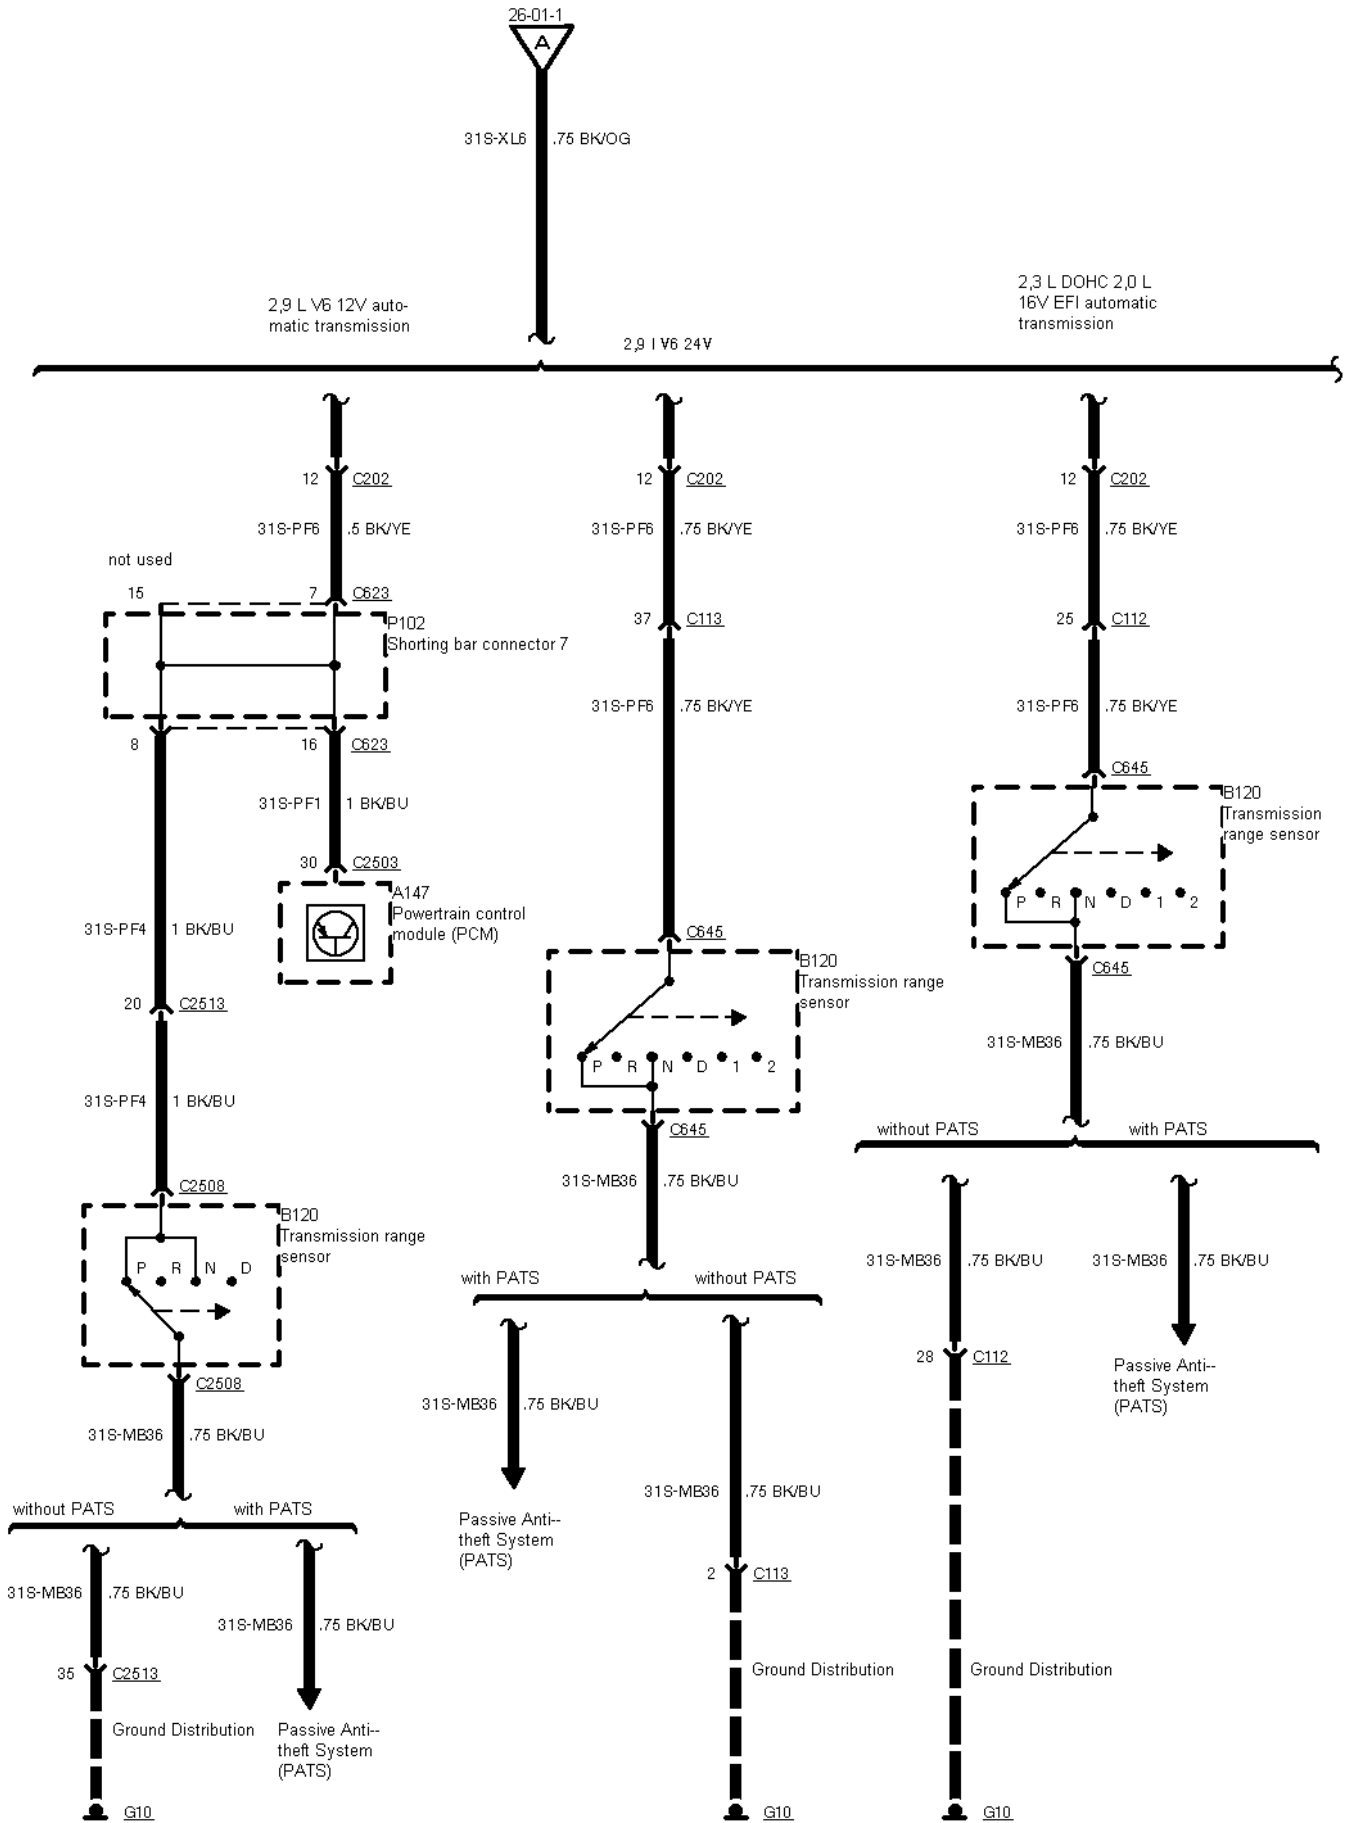 26-01-1
A
31S-XL6 .75 BK/OG
2,9 L V6 12V auto-
matic transmission
2,9 l V6 24V
2,3 L DOHC 2,0 L
16V EFI automatic
transmission
12 C202
12 C202
12 C202
31S-PF6 .5 BK/YE
31S-PF6 .75 BK/YE
31S-PF6 .75 BK/YE
not used
15
7 C623
P102
Shorting bar connector 7
37 C113
25 C112
31S-PF6 .75 BK/YE
31S-PF6 .75 BK/YE
8
16 C623
C645
B120
Transmission
range sensor
P R N D 1 2
C645
31S-PF1 1 BK/BU
30 C2503
A147
Powertrain control
module (PCM)
31S-PF4 1 BK/BU
C645
B120
Transmission range
sensor
P R N D 1 2
C645
20 C2513
31S-MB36 .75 BK/BU
31S-PF4 1 BK/BU
without PATS
with PATS
31S-MB36 .75 BK/BU
C2508
B120
Transmission range
sensor
P R N D
C2508
31S-MB36 .75 BK/BU
31S-MB36 .75 BK/BU
with PATS
without PATS
28 C112
Passive Anti--
theft System
(PATS)
31S-MB36 .75 BK/BU
31S-MB36 .75 BK/BU
31S-MB36 .75 BK/BU
without PATS
with PATS
Passive Anti--
theft System
(PATS)
2 C113
31S-MB36 .75 BK/BU
31S-MB36 .75 BK/BU
35 C2513
Ground Distribution
Ground Distribution
Ground Distribution
Passive Anti--
theft System
(PATS)
G10
G10
G10